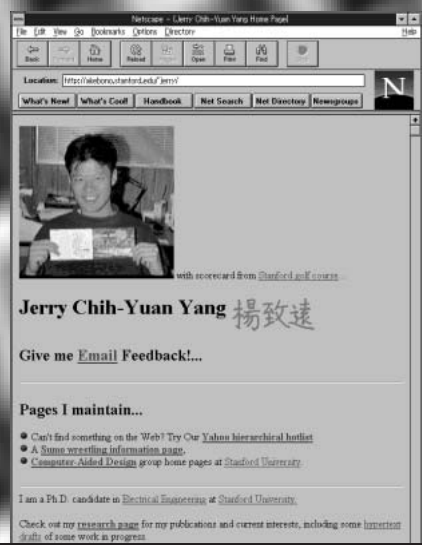 Netscape - [Jerry Chih-Yuan Yang Home Page]
File Edit View Go Bookmarks Options Directory Help
Back Forward Home Reload Images Open Print Find Stop
Location: http://akebono.stanford.edu/~jerry/
N
What's New! What's Cool! Handbook Net Search Net Directory Newsgroups
with scorecard from Stanford golf course...
Jerry Chih-Yuan Yang 楊致遠
Give me Email Feedback!...
Pages I maintain...
Can't find something on the Web? Try Our Yahoo hierarchical hotlist
A Sumo wrestling information page,
Computer-Aided Design group home pages at Stanford University.
I am a Ph.D. candidate in Electrical Engineering at Stanford University.
Check out my research page for my publications and current interests, including some hypertext
drafts of some work in progress